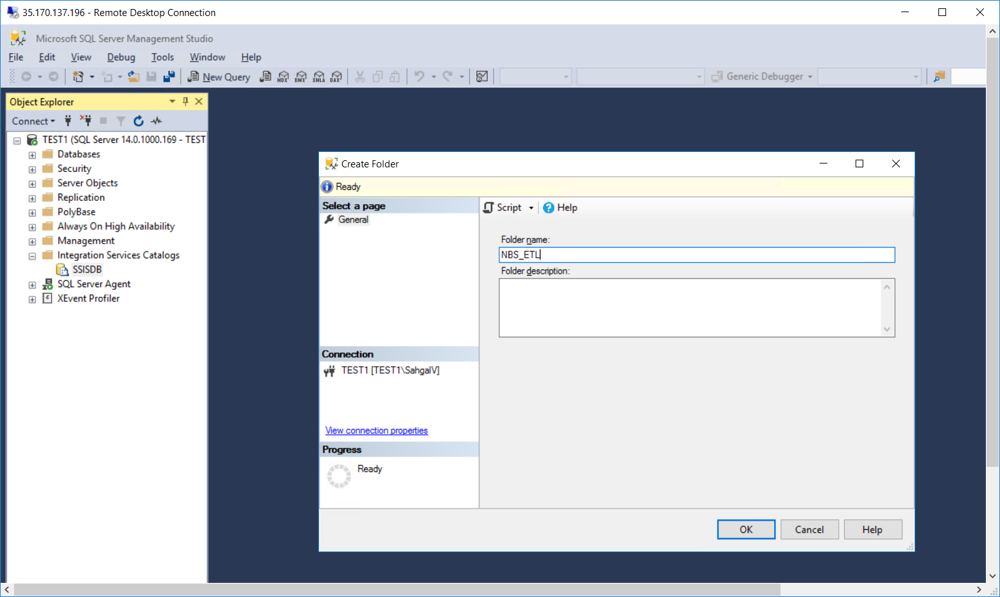 35.170.137.196 - Remote Desktop Connection
Microsoft SQL Server Management Studio
File Edit View Debug Tools Window Help
New Query MDX DMX XMLA DAX Generic Debugger
Object Explorer
Connect
TEST1 (SQL Server 14.0.1000.169 - TEST
Databases
Security
Server Objects
Replication
PolyBase
Always On High Availability
Management
Integration Services Catalogs
SSISDB
SQL Server Agent
XEvent Profiler
Create Folder
Ready
Select a page
General
Connection
TEST1 [TEST1\SahgalV]
View connection properties
Progress
Ready
Script Help
Folder name:
NBS_ETL
Folder description:
OK Cancel Help